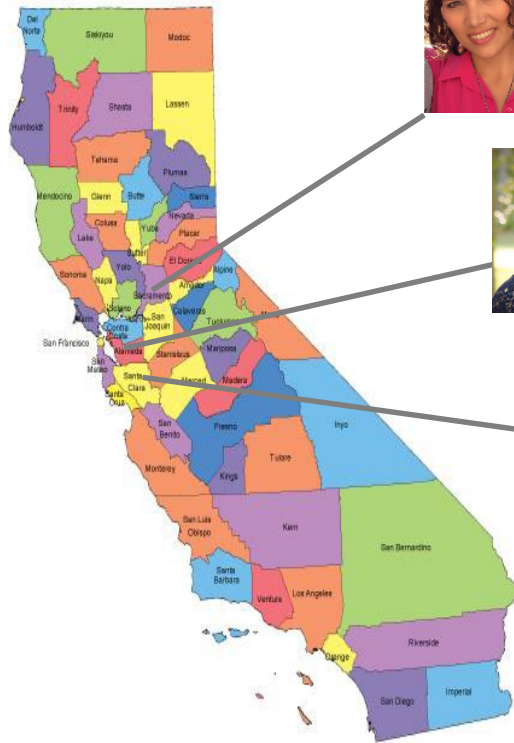 Del
Norte
Siskiyou
Modoc
Humboldt
Trinity
Shasta
Lassen
Tehama
Plumas
Mendocino
Glenn
Butte
Sierra
Colusa
Nevada
Yuba
Placer
Lake
Sutter
El Dorado
Yolo
Alpine
Sonoma
Napa
Sacramento
Amador
Solano
Calaveras
Marin
San
Joaquin
Contra
Costa
Tuolumne
San Francisco
Alameda
Stanislaus
Mariposa
San
Mateo
Santa
Clara
Merced
Madera
Santa
Cruz
San
Benito
Fresno
Inyo
Monterey
Kings
Tulare
San Luis
Obispo
Kern
San Bernardino
Santa
Barbara
Ventura
Los Angeles
Orange
Riverside
San Diego
Imperial